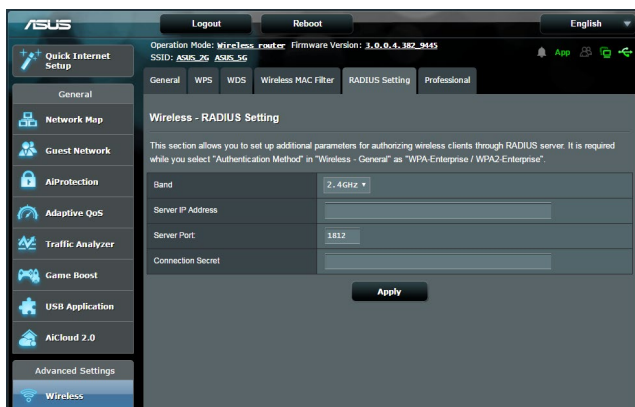 ASUS
Logout
Reboot
English
Quick Internet Setup
Operation Mode: Wireless router Firmware Version: 3.0.0.4.382_9445
SSID: ASUS_2G ASUS_5G
App
General
WPS
WDS
Wireless MAC Filter
RADIUS Setting
Professional
General
Network Map
Guest Network
AiProtection
Adaptive QoS
Traffic Analyzer
Game Boost
USB Application
AiCloud 2.0
Advanced Settings
Wireless
Wireless - RADIUS Setting
This section allows you to set up additional parameters for authorizing wireless clients through RADIUS server. It is required
while you select "Authentication Method" in "Wireless - General" as "WPA-Enterprise / WPA2-Enterprise".
Band
2.4GHz
Server IP Address
Server Port:
1812
Connection Secret
Apply